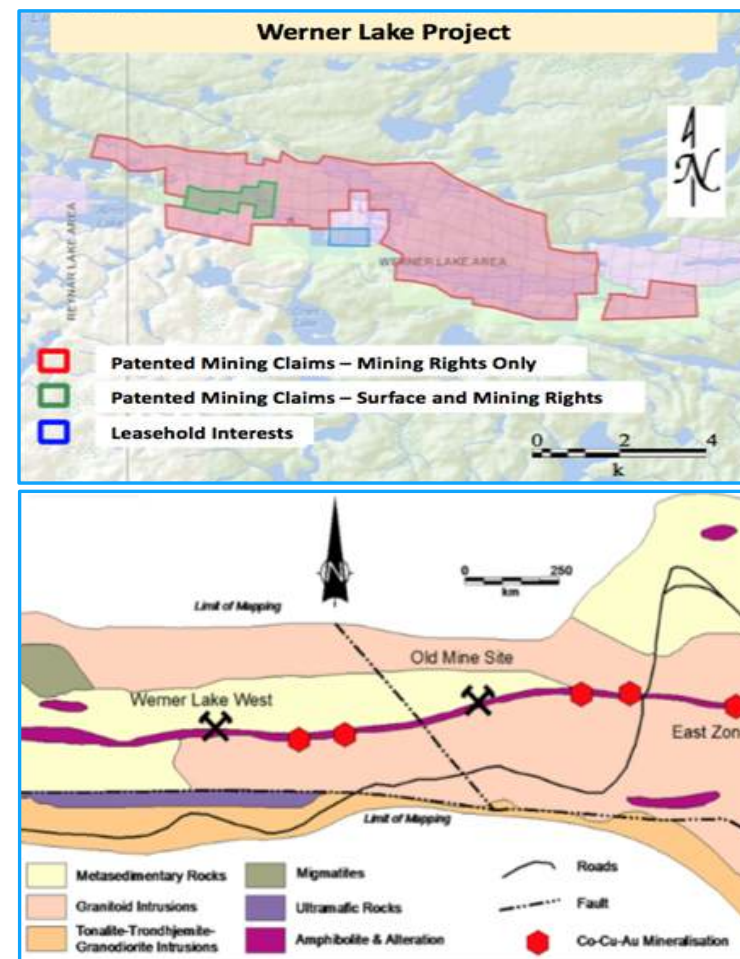 Werner Lake Project
N
REYNAR LAKE AREA
WERNER LAKE AREA
Patented Mining Claims – Mining Rights Only
Patented Mining Claims – Surface and Mining Rights
Leasehold Interests
0 2 4
k
N
0 250
km
Limit of Mapping
Old Mine Site
Werner Lake West
East Zon
Limit of Mapping
Metasedimentary Rocks
Migmatites
Roads
Granitoid Intrusions
Ultramafic Rocks
Fault
Tonalite-Trondhjemite-
Granodiorite Intrusions
Amphibolite & Alteration
Co-Cu-Au Mineralisation